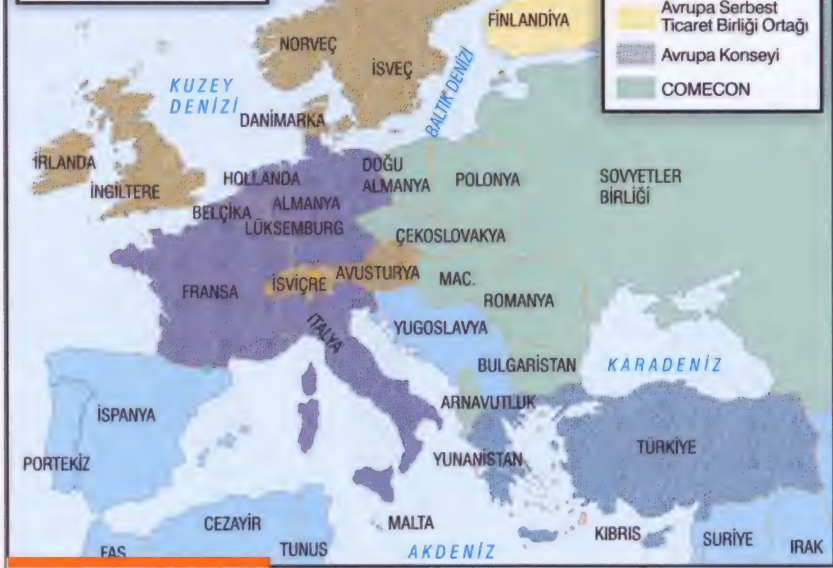 Avrupa Serbest
Ticaret Birliği Ortağı
Avrupa Konseyi
COMECON
FİNLANDİYA
NORVEÇ
İSVEÇ
KUZEY
DENİZİ
BALTIK DENİZİ
DANİMARKA
İRLANDA
İNGİLTERE
HOLLANDA
DOĞU
ALMANYA
POLONYA
SOVYETLER
BİRLİĞİ
BELÇİKA
ALMANYA
LÜKSEMBURG
ÇEKOSLOVAKYA
FRANSA
İSVİÇRE
AVUSTURYA
MAC.
ROMANYA
İTALYA
YUGOSLAVYA
BULGARİSTAN
KARADENİZ
ARNAVUTLUK
İSPANYA
PORTEKİZ
YUNANİSTAN
TÜRKİYE
CEZAYİR
MALTA
KIBRIS
SURİYE
IRAK
FAS
TUNUS
AKDENİZ